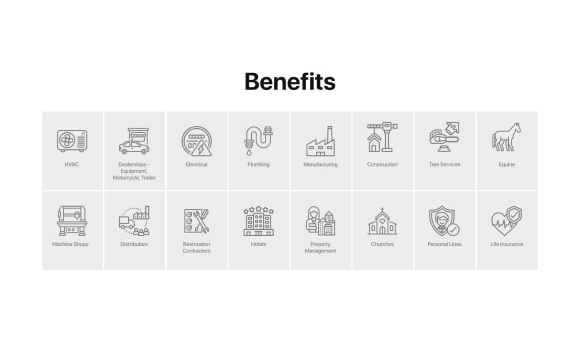 Benefits
HVAC
Dealerships –
Equipment,
Motorcycle, Trailer
Electrical
Plumbing
Manufacturing
Construction
Tree Services
Equine
Machine Shops
Distributors
Restoration
Contractors
Hotels
Property
Management
Churches
Personal Lines
Life Insurance